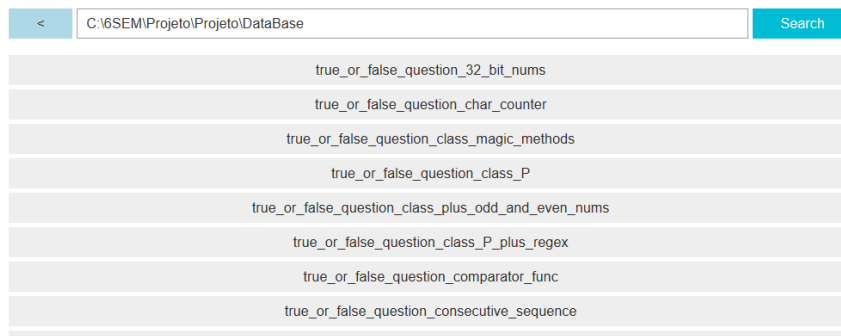 < C:\6SEM\Projeto\Projeto\DataBase Search
true_or_false_question_32_bit_nums
true_or_false_question_char_counter
true_or_false_question_class_magic_methods
true_or_false_question_class_P
true_or_false_question_class_plus_odd_and_even_nums
true_or_false_question_class_P_plus_regex
true_or_false_question_comparator_func
true_or_false_question_consecutive_sequence